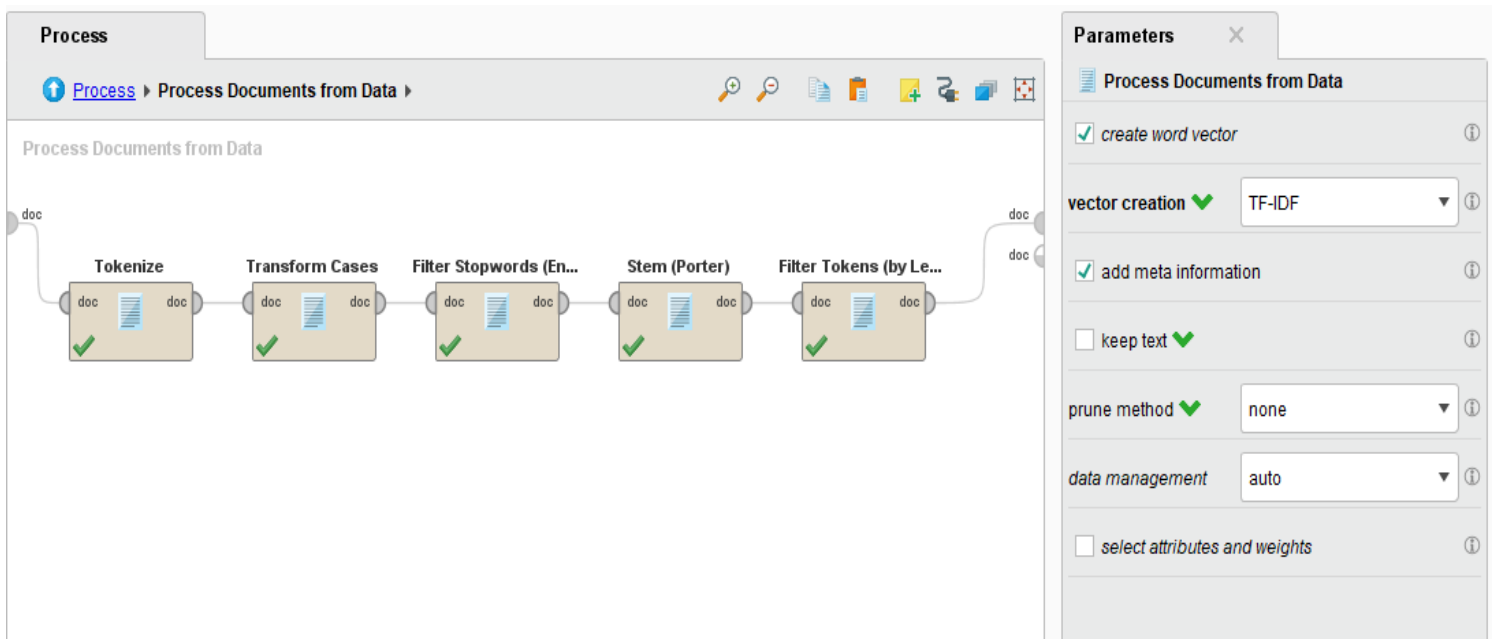 Process
Process Process Documents from Data
Process Documents from Data
doc
doc
doc
Tokenize
Transform Cases
Filter Stopwords (En...
Stem (Porter)
Filter Tokens (by Le...
doc doc
doc doc
doc doc
doc doc
doc doc
Parameters
Process Documents from Data
create word vector
vector creation TF-IDF
add meta information
keep text
prune method none
data management auto
select attributes and weights